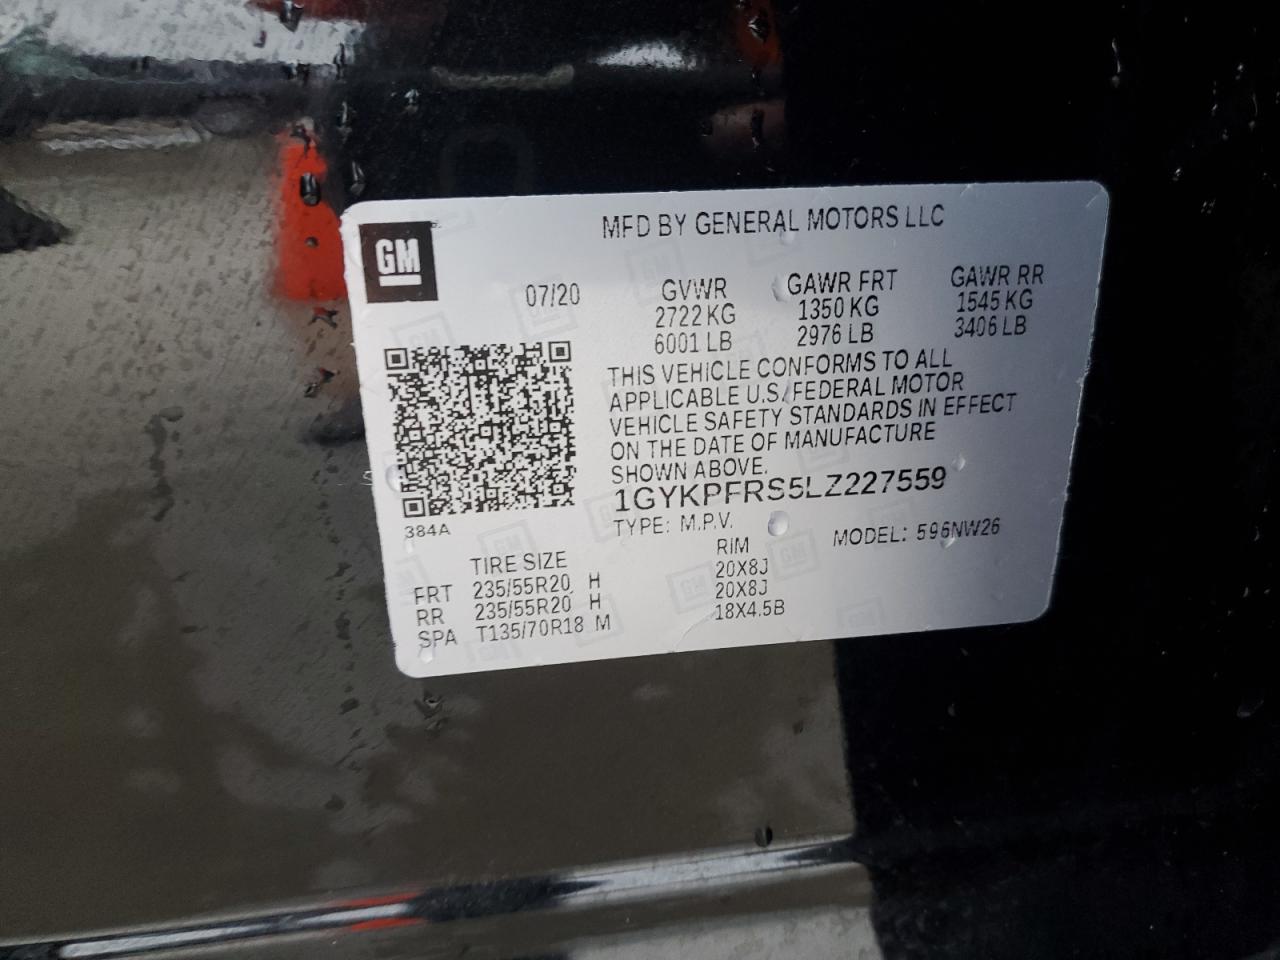 MFD BY GENERAL MOTORS LLC
GM
07/20
GVWR GAWR FRT GAWR RR
2722 KG 1350 KG 1545 KG
6001 LB 2976 LB 3406 LB
THIS VEHICLE CONFORMS TO ALL
APPLICABLE U.S. FEDERAL MOTOR
VEHICLE SAFETY STANDARDS IN EFFECT
ON THE DATE OF MANUFACTURE
SHOWN ABOVE.
1GYKPFRS5LZ227559
384A
TYPE: M.P.V. MODEL: 596NW26
TIRE SIZE RIM
FRT 235/55R20 H 20X8J
RR 235/55R20 H 20X8J
SPA T135/70R18 M 18X4.5B